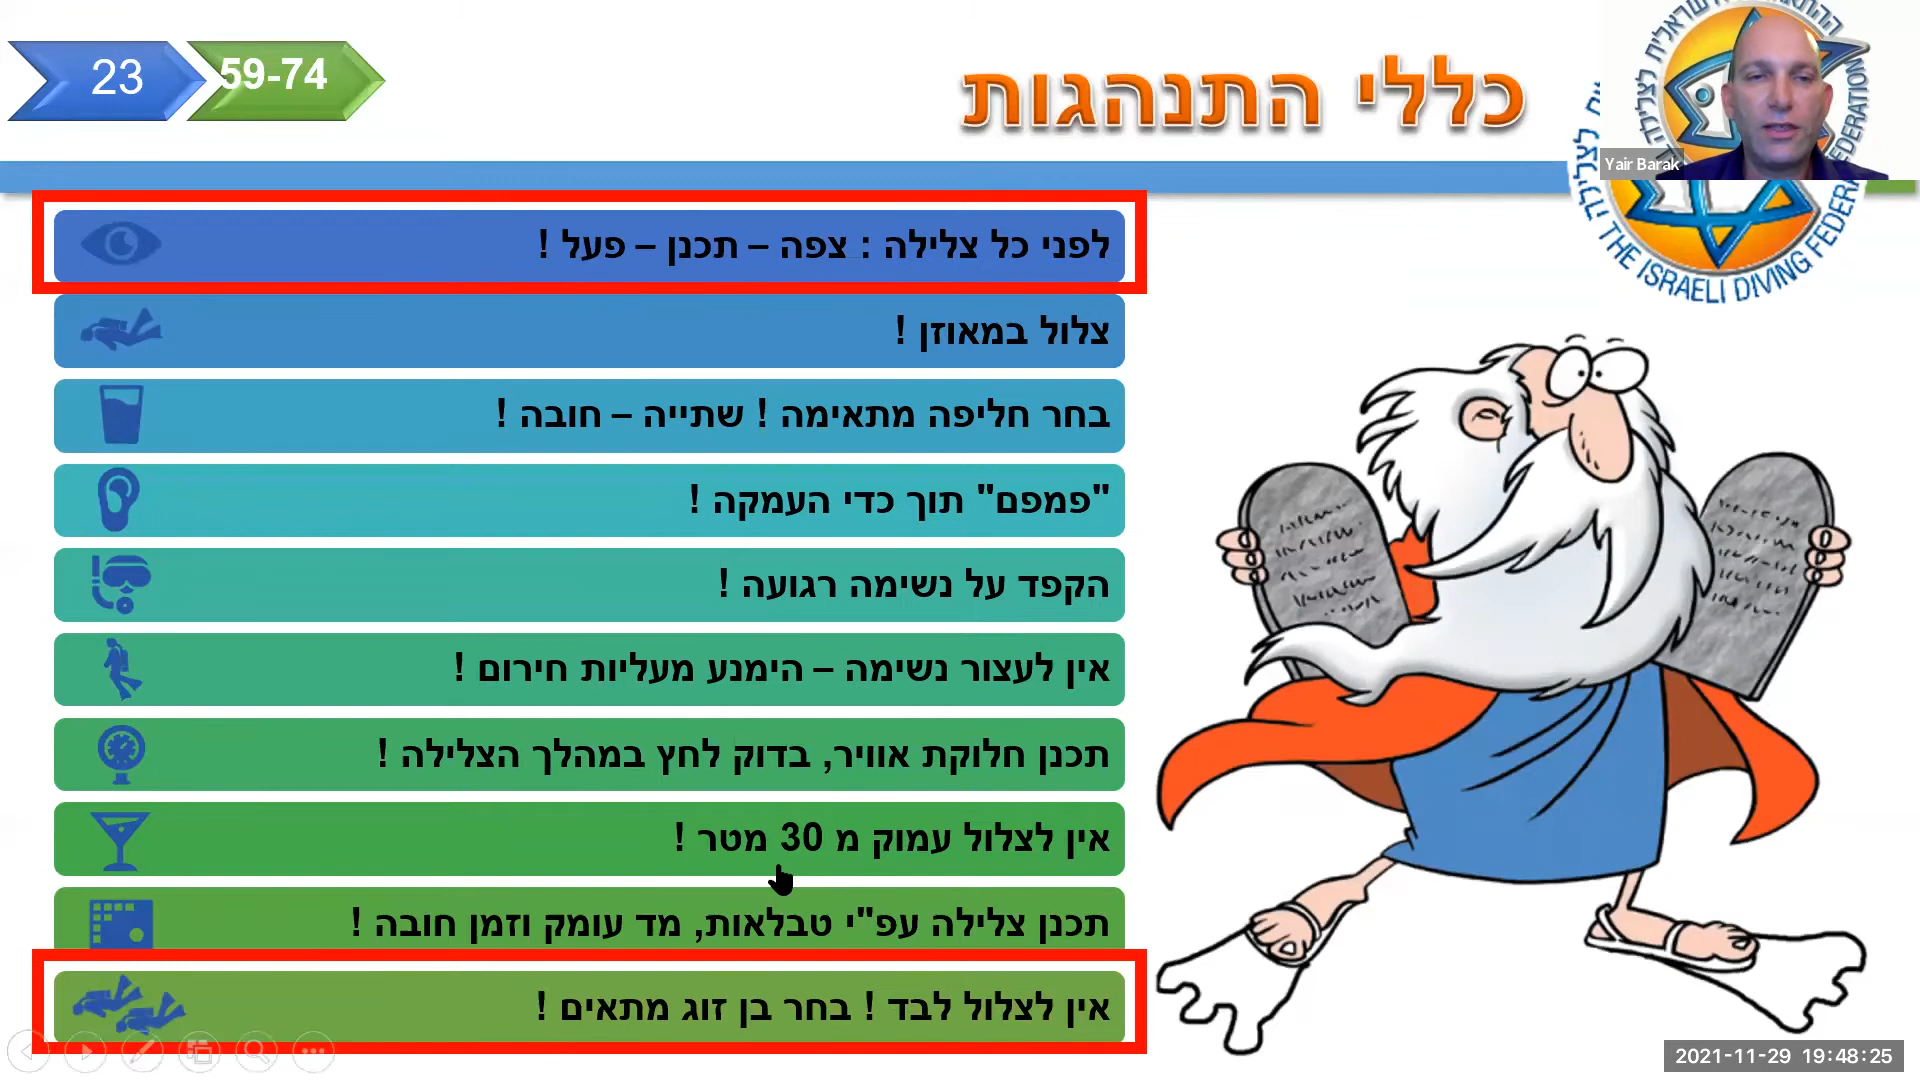 23
59-74
כללי התנהגות
Yair Barak
THE ISRAELI DIVING FEDERATION
לפני כל צלילה : צפה – תכנן – פעל !
צלול במאוזן !
בחר חליפה מתאימה ! שתייה – חובה !
"פמפם" תוך כדי העמקה !
הקפד על נשימה רגועה !
אין לעצור נשימה – הימנע מעליות חירום !
תכנן חלוקת אוויר, בדוק לחץ במהלך הצלילה !
אין לצלול עמוק מ 30 מטר !
תכנן צלילה עפ"י טבלאות, מד עומק וזמן חובה !
אין לצלול לבד ! בחר בן זוג מתאים !
2021-11-29 19:48:25